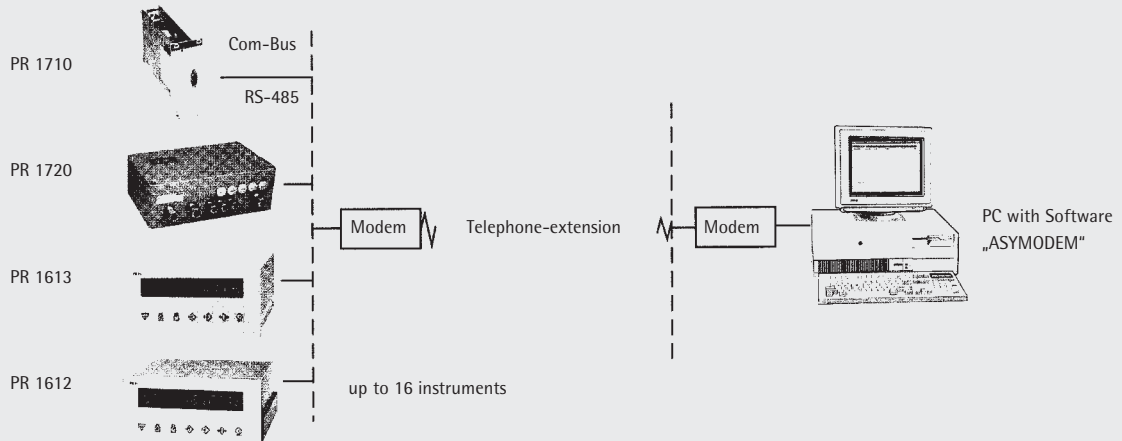 PR 1710
Com-Bus
RS-485
PR 1720
Modem
Telephone-extension
Modem
PC with Software
„ASYMODEM“
PR 1613
PR 1612
up to 16 instruments